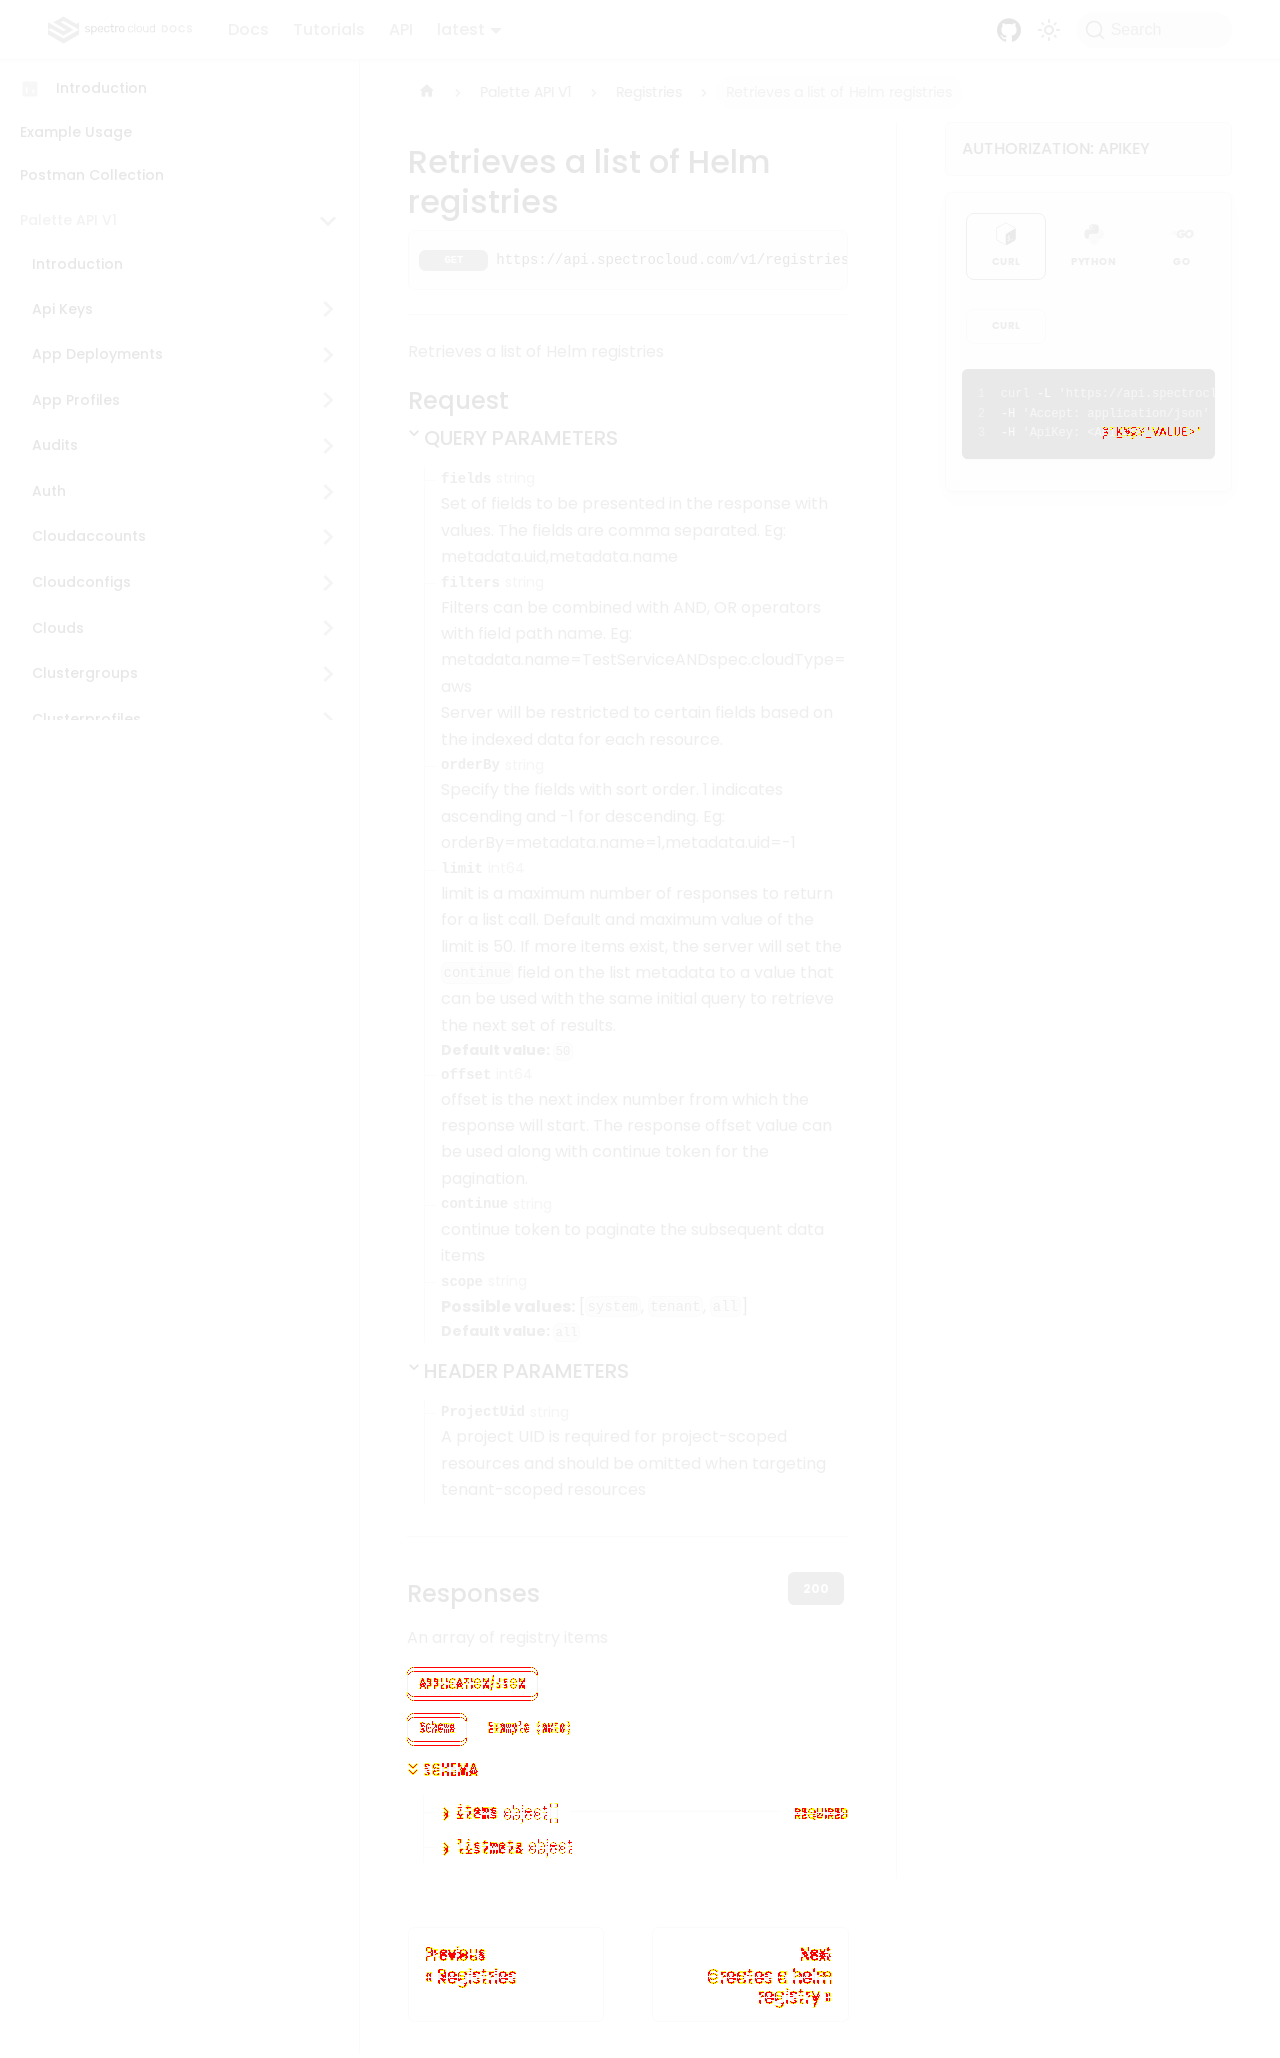 spectro cloud DOCS
Docs
Tutorials
API
latest
Search
Introduction
Example Usage
Postman Collection
Palette API V1
Introduction
Api Keys
App Deployments
App Profiles
Audits
Auth
Cloudaccounts
Cloudconfigs
Clouds
Clustergroups
Clusterprofiles
Palette API V1
Registries
Retrieves a list of Helm registries
Retrieves a list of Helm
registries
GET
https://api.spectrocloud.com/v1/registries
Retrieves a list of Helm registries
Request
QUERY PARAMETERS
fields string
Set of fields to be presented in the response with
values. The fields are comma separated. Eg:
metadata.uid,metadata.name
filters string
Filters can be combined with AND, OR operators
with field path name. Eg:
metadata.name=TestServiceANDspec.cloudType=
aws
Server will be restricted to certain fields based on
the indexed data for each resource.
orderBy string
Specify the fields with sort order. 1 indicates
ascending and -1 for descending. Eg:
orderBy=metadata.name=1,metadata.uid=-1
limit int64
limit is a maximum number of responses to return
for a list call. Default and maximum value of the
limit is 50. If more items exist, the server will set the
continue field on the list metadata to a value that
can be used with the same initial query to retrieve
the next set of results.
Default value: 50
offset int64
offset is the next index number from which the
response will start. The response offset value can
be used along with continue token for the
pagination.
continue string
continue token to paginate the subsequent data
items
scope string
Possible values: [system, tenant, all]
Default value: all
HEADER PARAMETERS
ProjectUid string
A project UID is required for project-scoped
resources and should be omitted when targeting
tenant-scoped resources
Responses
200
An array of registry items
APPLICATION/JSON
Schema
Example (auto)
SCHEMA
items object[]
REQUIRED
listmeta object
Previous
« Registries
Next
Creates a helm
registry »
AUTHORIZATION: APIKEY
CURL
PYTHON
GO
CURL
1 curl -L 'https://api.spectrocl
2 -H 'Accept: application/json'
3 -H 'ApiKey: